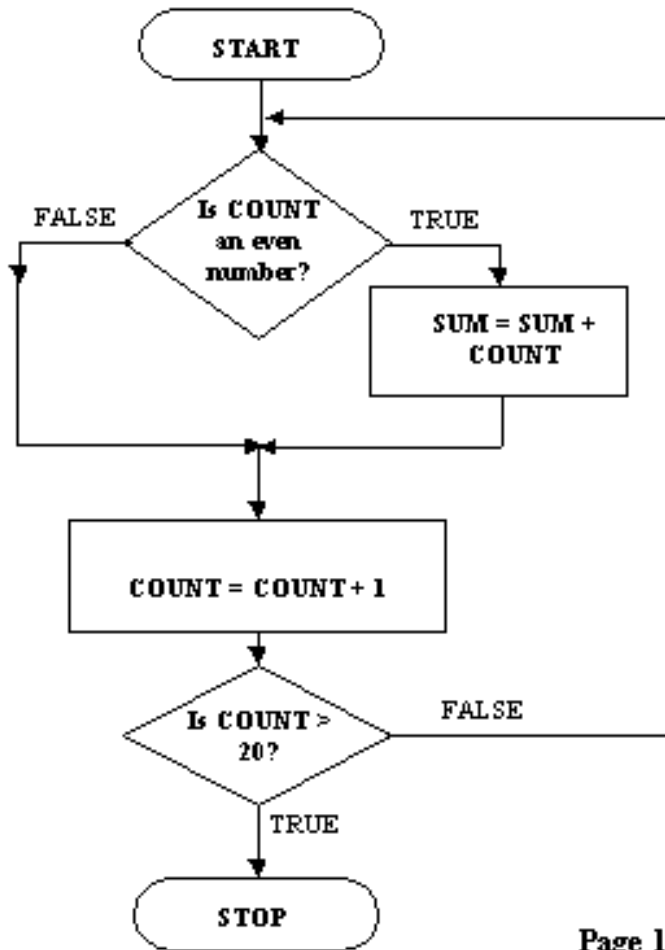 START
Is COUNT
an even
number?
FALSE
TRUE
SUM = SUM +
COUNT
COUNT = COUNT + 1
Is COUNT >
20?
FALSE
TRUE
STOP
Page 1